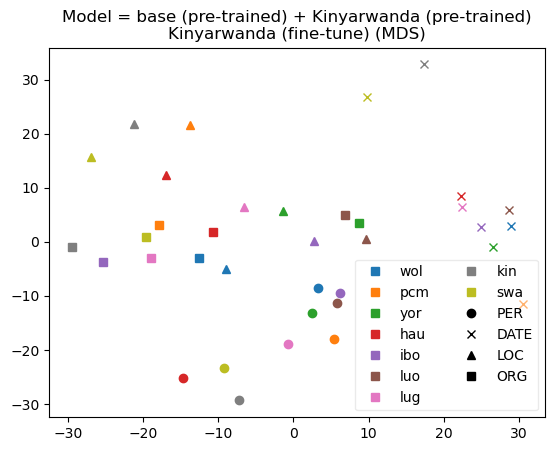 Model = base (pre-trained) + Kinyarwanda (pre-trained)
Kinyarwanda (fine-tune) (MDS)
30
20
10
0
−10
−20
−30
−30 −20 −10 0 10 20 30
wol kin
pcm swa
yor PER
hau DATE
ibo LOC
luo ORG
lug